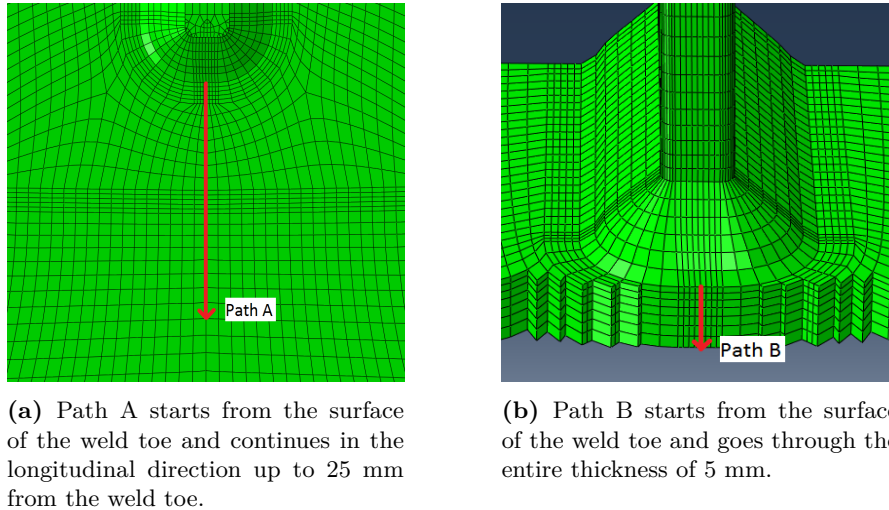 Path A
Path B
(a) Path A starts from the surface
of the weld toe and continues in the
longitudinal direction up to 25 mm
from the weld toe.
(b) Path B starts from the surface
of the weld toe and goes through the
entire thickness of 5 mm.